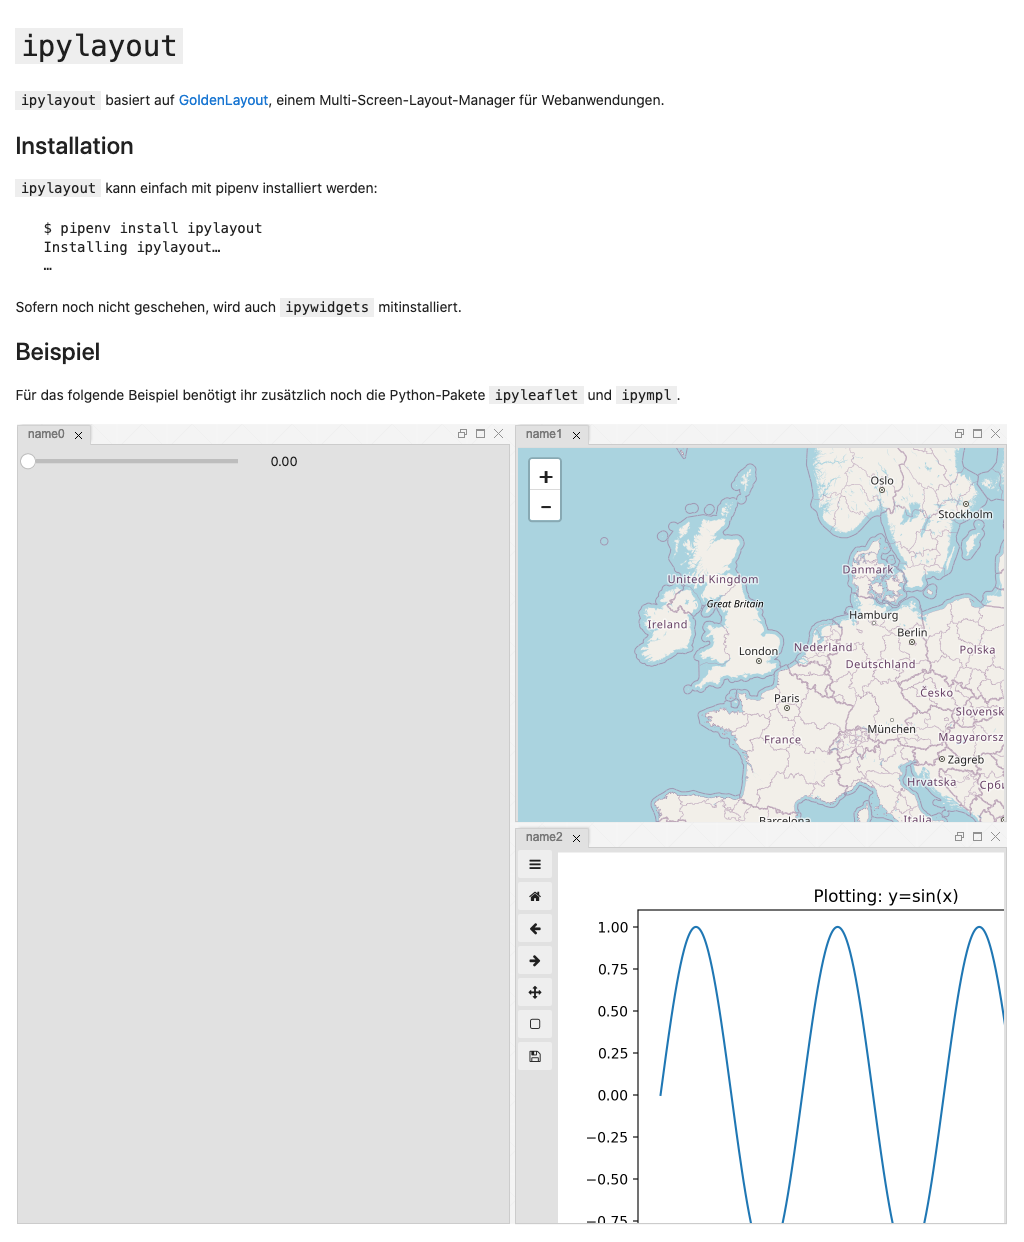 ipylayout
ipylayout basiert auf GoldenLayout, einem Multi-Screen-Layout-Manager für Webanwendungen.
Installation
ipylayout kann einfach mit pipenv installiert werden:
$ pipenv install ipylayout
Installing ipylayout…
…
Sofern noch nicht geschehen, wird auch ipywidgets mitinstalliert.
Beispiel
Für das folgende Beispiel benötigt ihr zusätzlich noch die Python-Pakete ipyleaflet und ipympl.
name0
0.00
name1
+
−
Oslo
Stockholm
Danmark
United Kingdom
Great Britain
Ireland
Hamburg
Berlin
London
Nederland
Polska
Deutschland
Česko
Paris
Slovensk
München
France
Magyarorsz
Zagreb
Hrvatska
Срби
Barcelona
Italia
name2
Plotting: y=sin(x)
1.00
0.75
0.50
0.25
0.00
−0.25
−0.50
−0.75